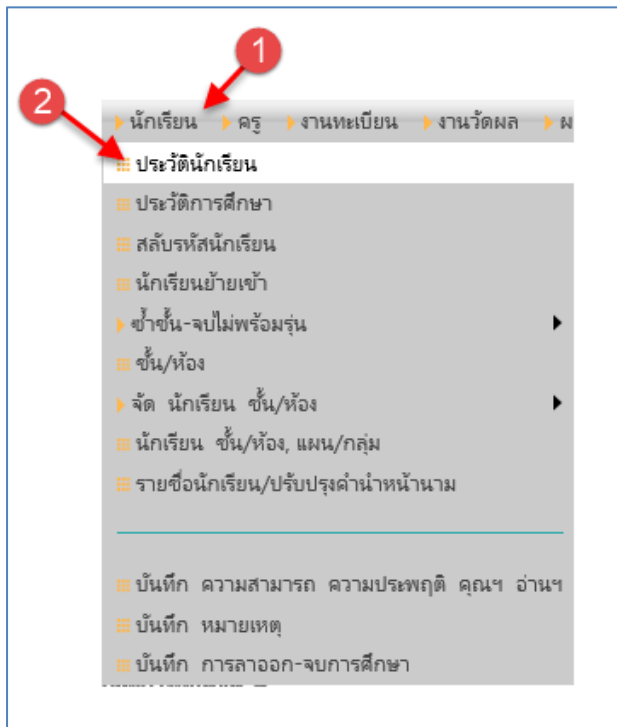 1
2
นักเรียน ครู งานทะเบียน งานวัดผล ผ
ประวัตินักเรียน
ประวัติการศึกษา
สลับรหัสนักเรียน
นักเรียนย้ายเข้า
ซ้ำชั้น-จบไม่พร้อมรุ่น
ชั้น/ห้อง
จัด นักเรียน ชั้น/ห้อง
นักเรียน ชั้น/ห้อง, แผน/กลุ่ม
รายชื่อนักเรียน/ปรับปรุงคำนำหน้านาม
บันทึก ความสามารถ ความประพฤติ คุณฯ อ่านฯ
บันทึก หมายเหตุ
บันทึก การลาออก-จบการศึกษา